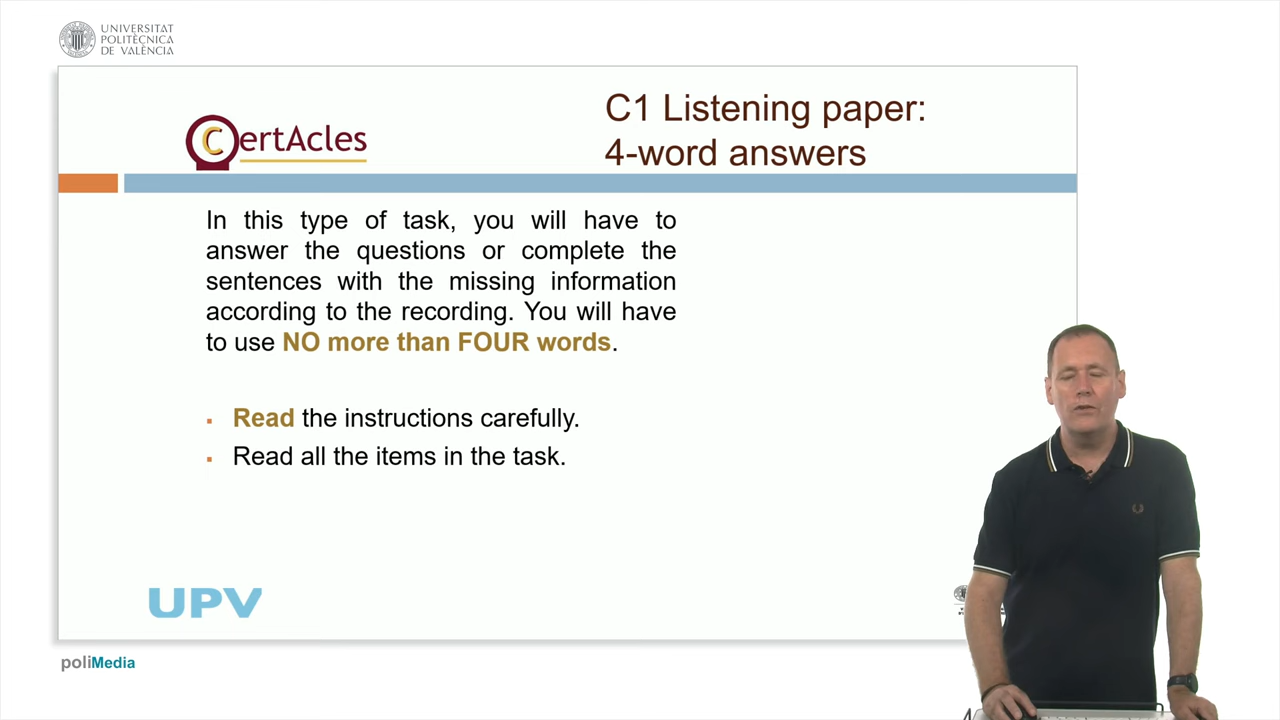 UNIVERSITAT
POLITÈCNICA
DE VALÈNCIA
CertAcles
C1 Listening paper:
4-word answers
In this type of task, you will have to
answer the questions or complete the
sentences with the missing information
according to the recording. You will have
to use NO more than FOUR words.
▪ Read the instructions carefully.
▪ Read all the items in the task.
UPV
poliMedia